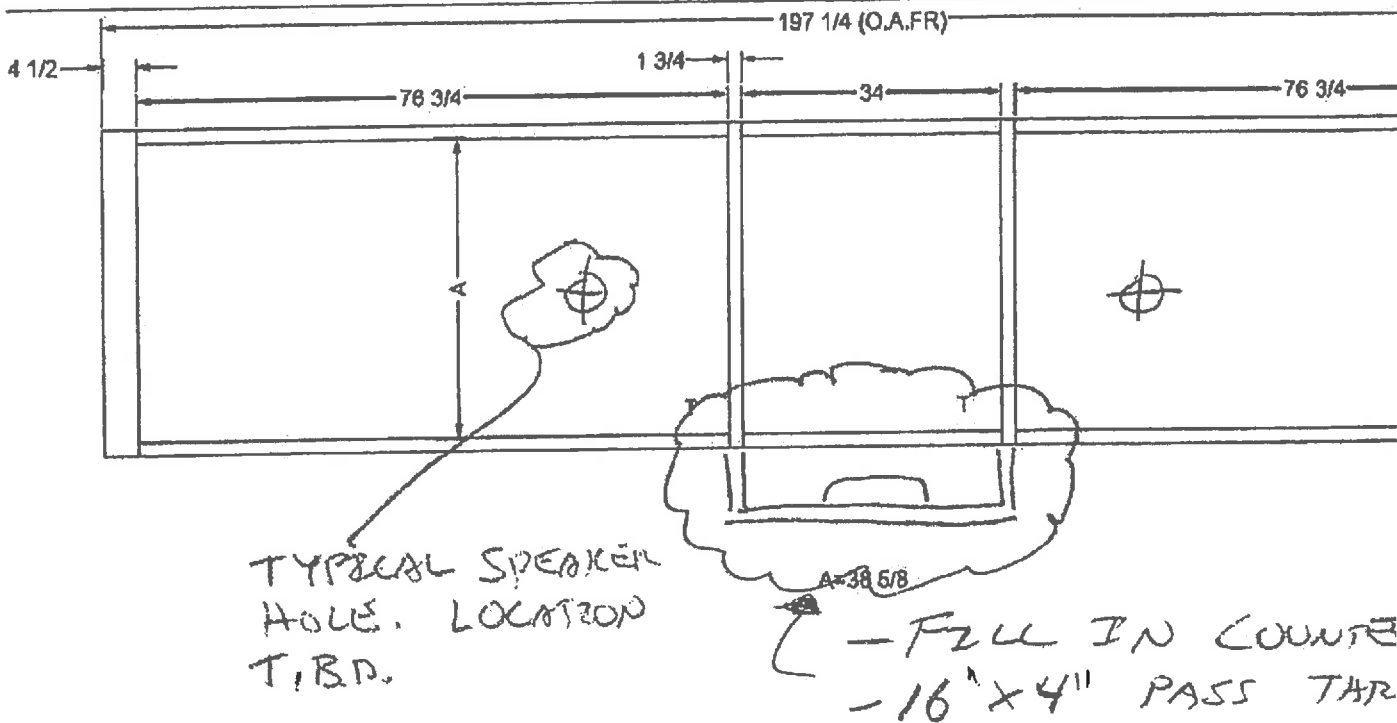 197 1/4 (O.A.FR)
4 1/2
1 3/4
76 3/4
34
76 3/4
A
T
T
A=38 5/8
TYPICAL SPEAKER
HOLE. LOCATION
T.B.D.
- FILL IN COUNTE
- 16" X 4" PASS THR